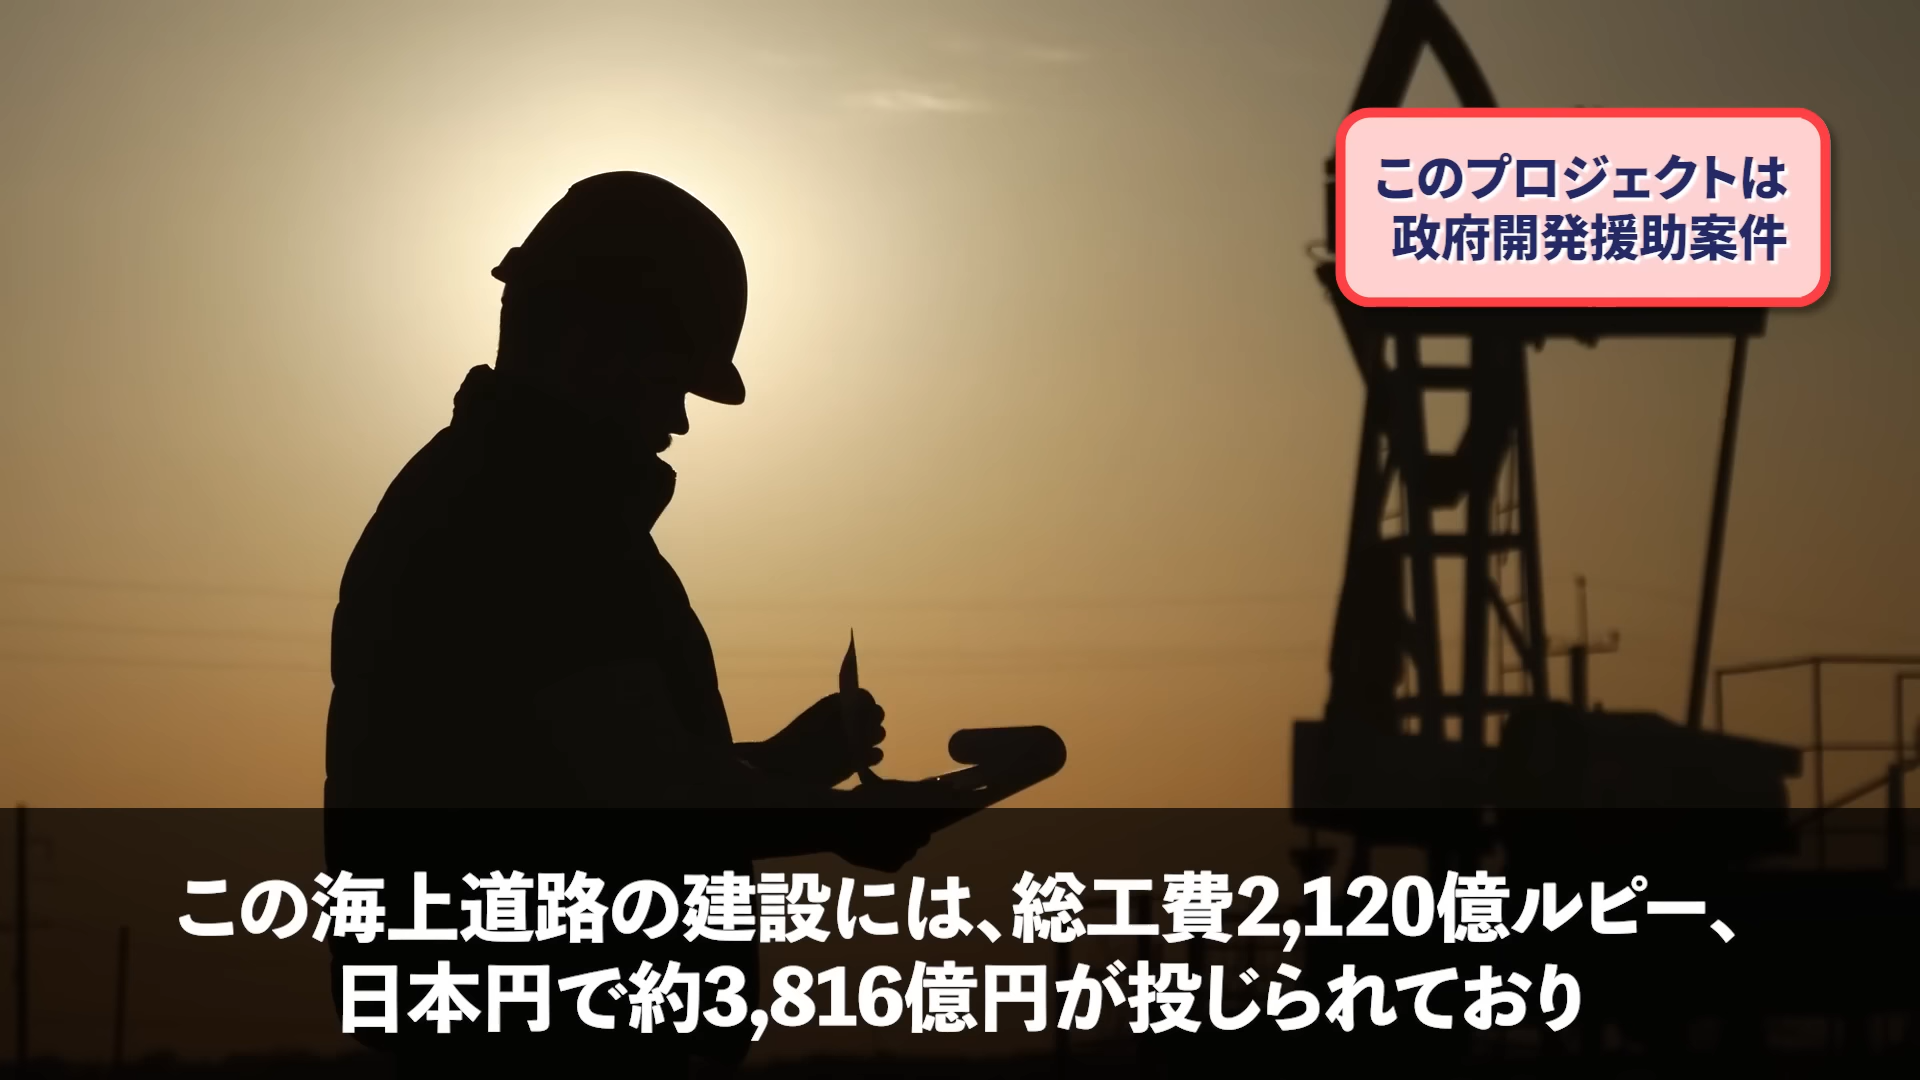 このプロジェクトは
政府開発援助案件
この海上道路の建設には、総工費2,120億ルピー、
日本円で約3,816億円が投じられており